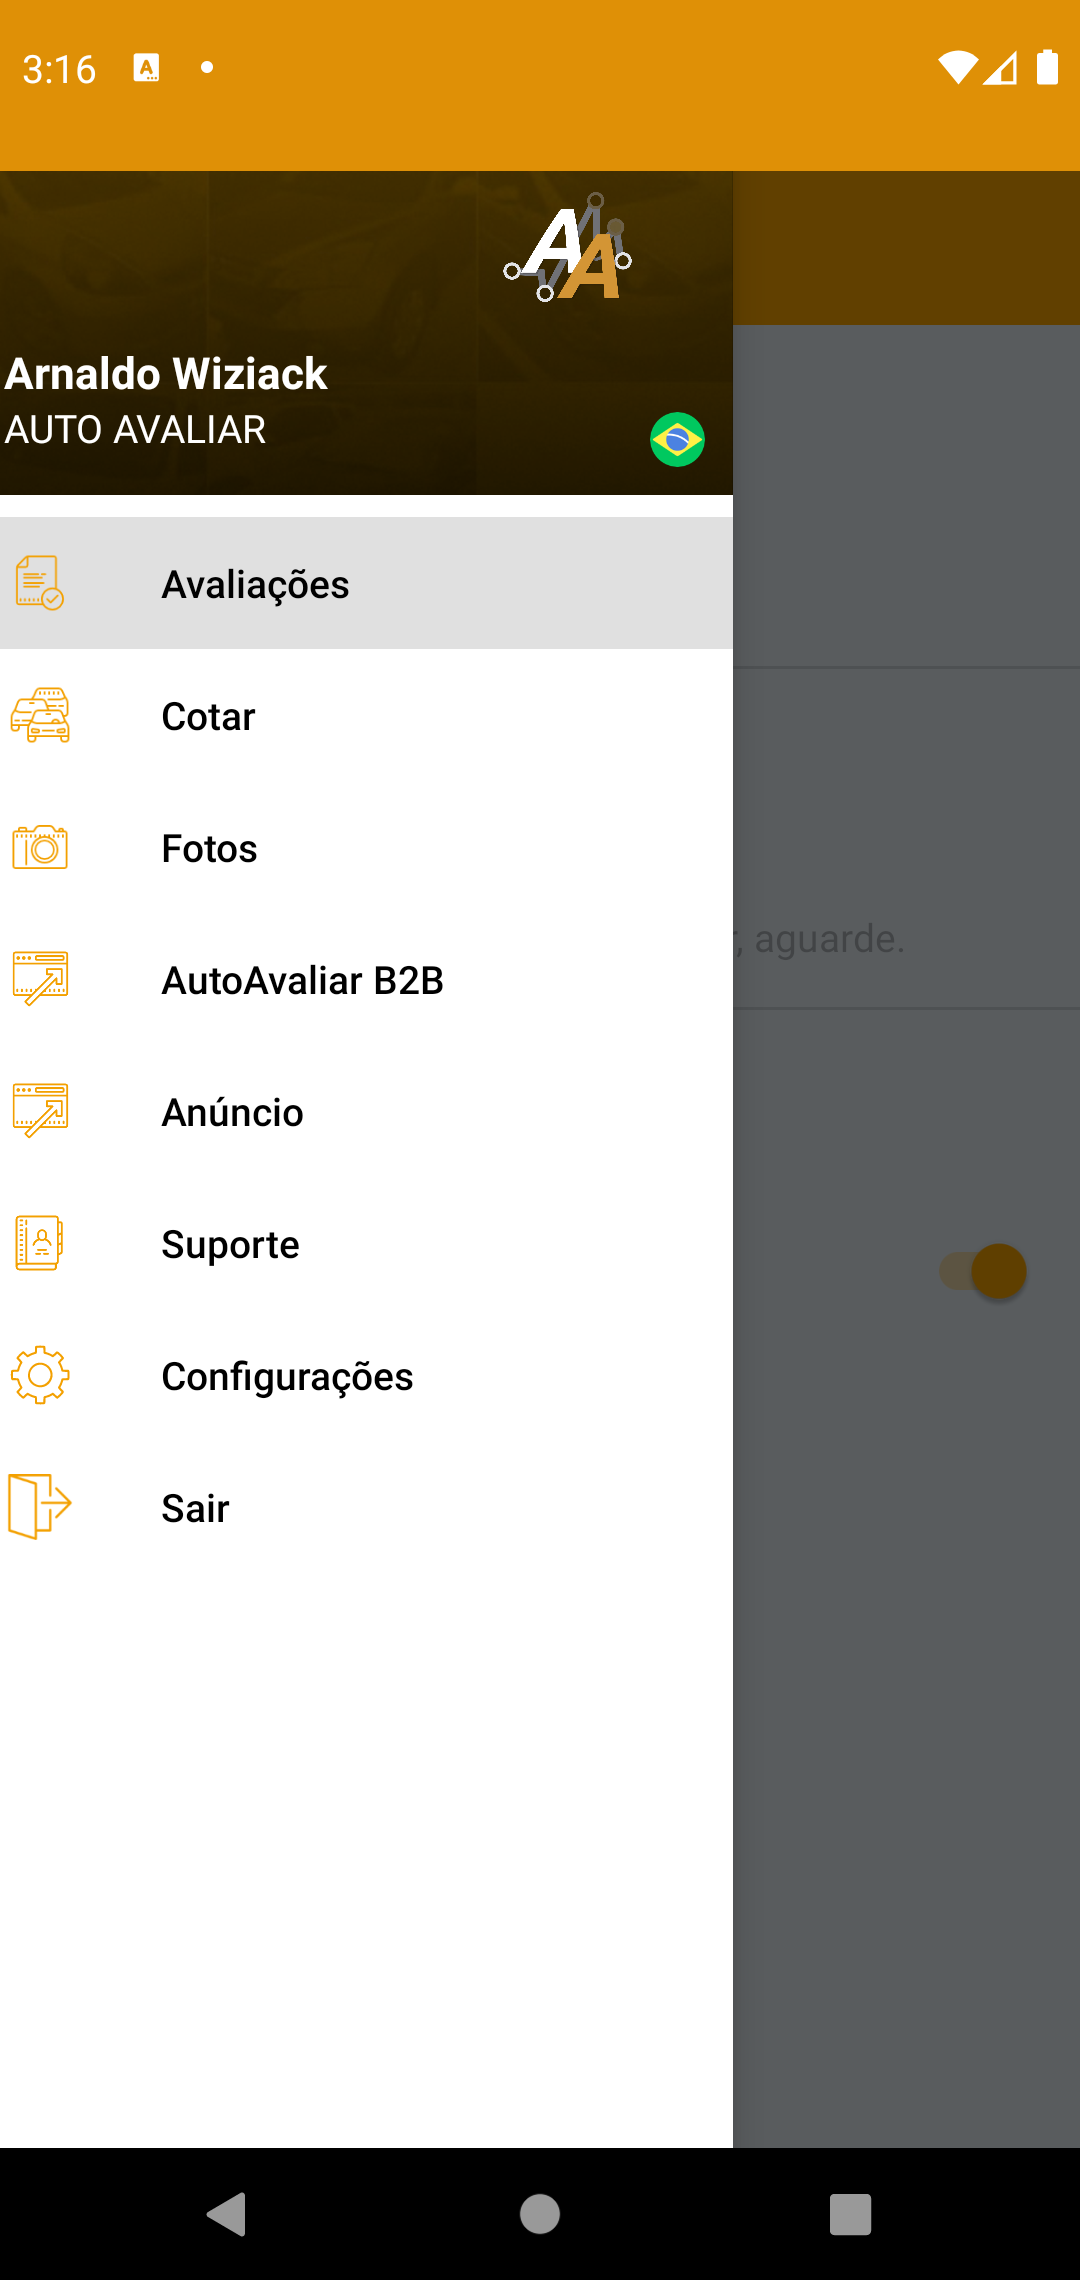 3:16
AA
Arnaldo Wiziack
AUTO AVALIAR
Avaliações
Cotar
Fotos
, aguarde.
AutoAvaliar B2B
Anúncio
Suporte
Configurações
Sair